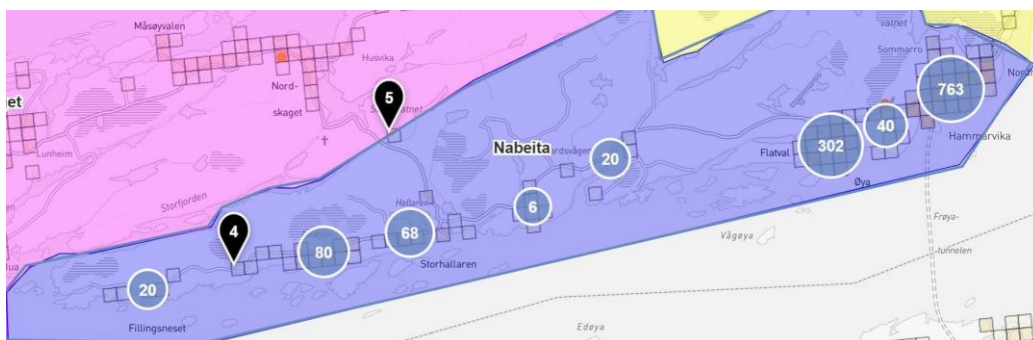 Måsøyvalen
Husvika
vatnet
Sommarro
Nord-
skaget
5
763
40
Lunheim
Nabeita
20
302
Flatval
Hammarvika
Øya
Storfjorden
Hallaren
6
4
80
68
Storhallaren
Vågøya
Frøya-
tunnelen
20
Fillingsneset
Edøya